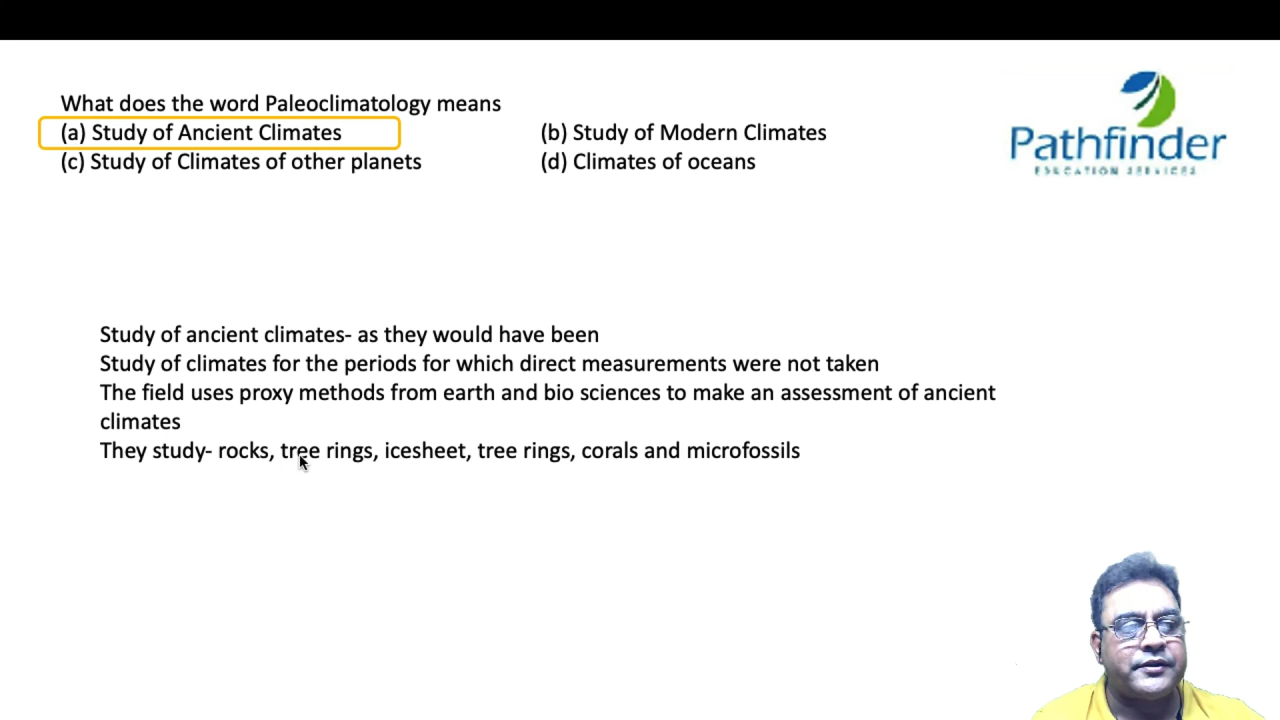 What does the word Paleoclimatology means
(a) Study of Ancient Climates
(b) Study of Modern Climates
(c) Study of Climates of other planets
(d) Climates of oceans
Pathfinder
EDUCATION SERVICES
Study of ancient climates- as they would have been
Study of climates for the periods for which direct measurements were not taken
The field uses proxy methods from earth and bio sciences to make an assessment of ancient
climates
They study- rocks, tree rings, icesheet, tree rings, corals and microfossils